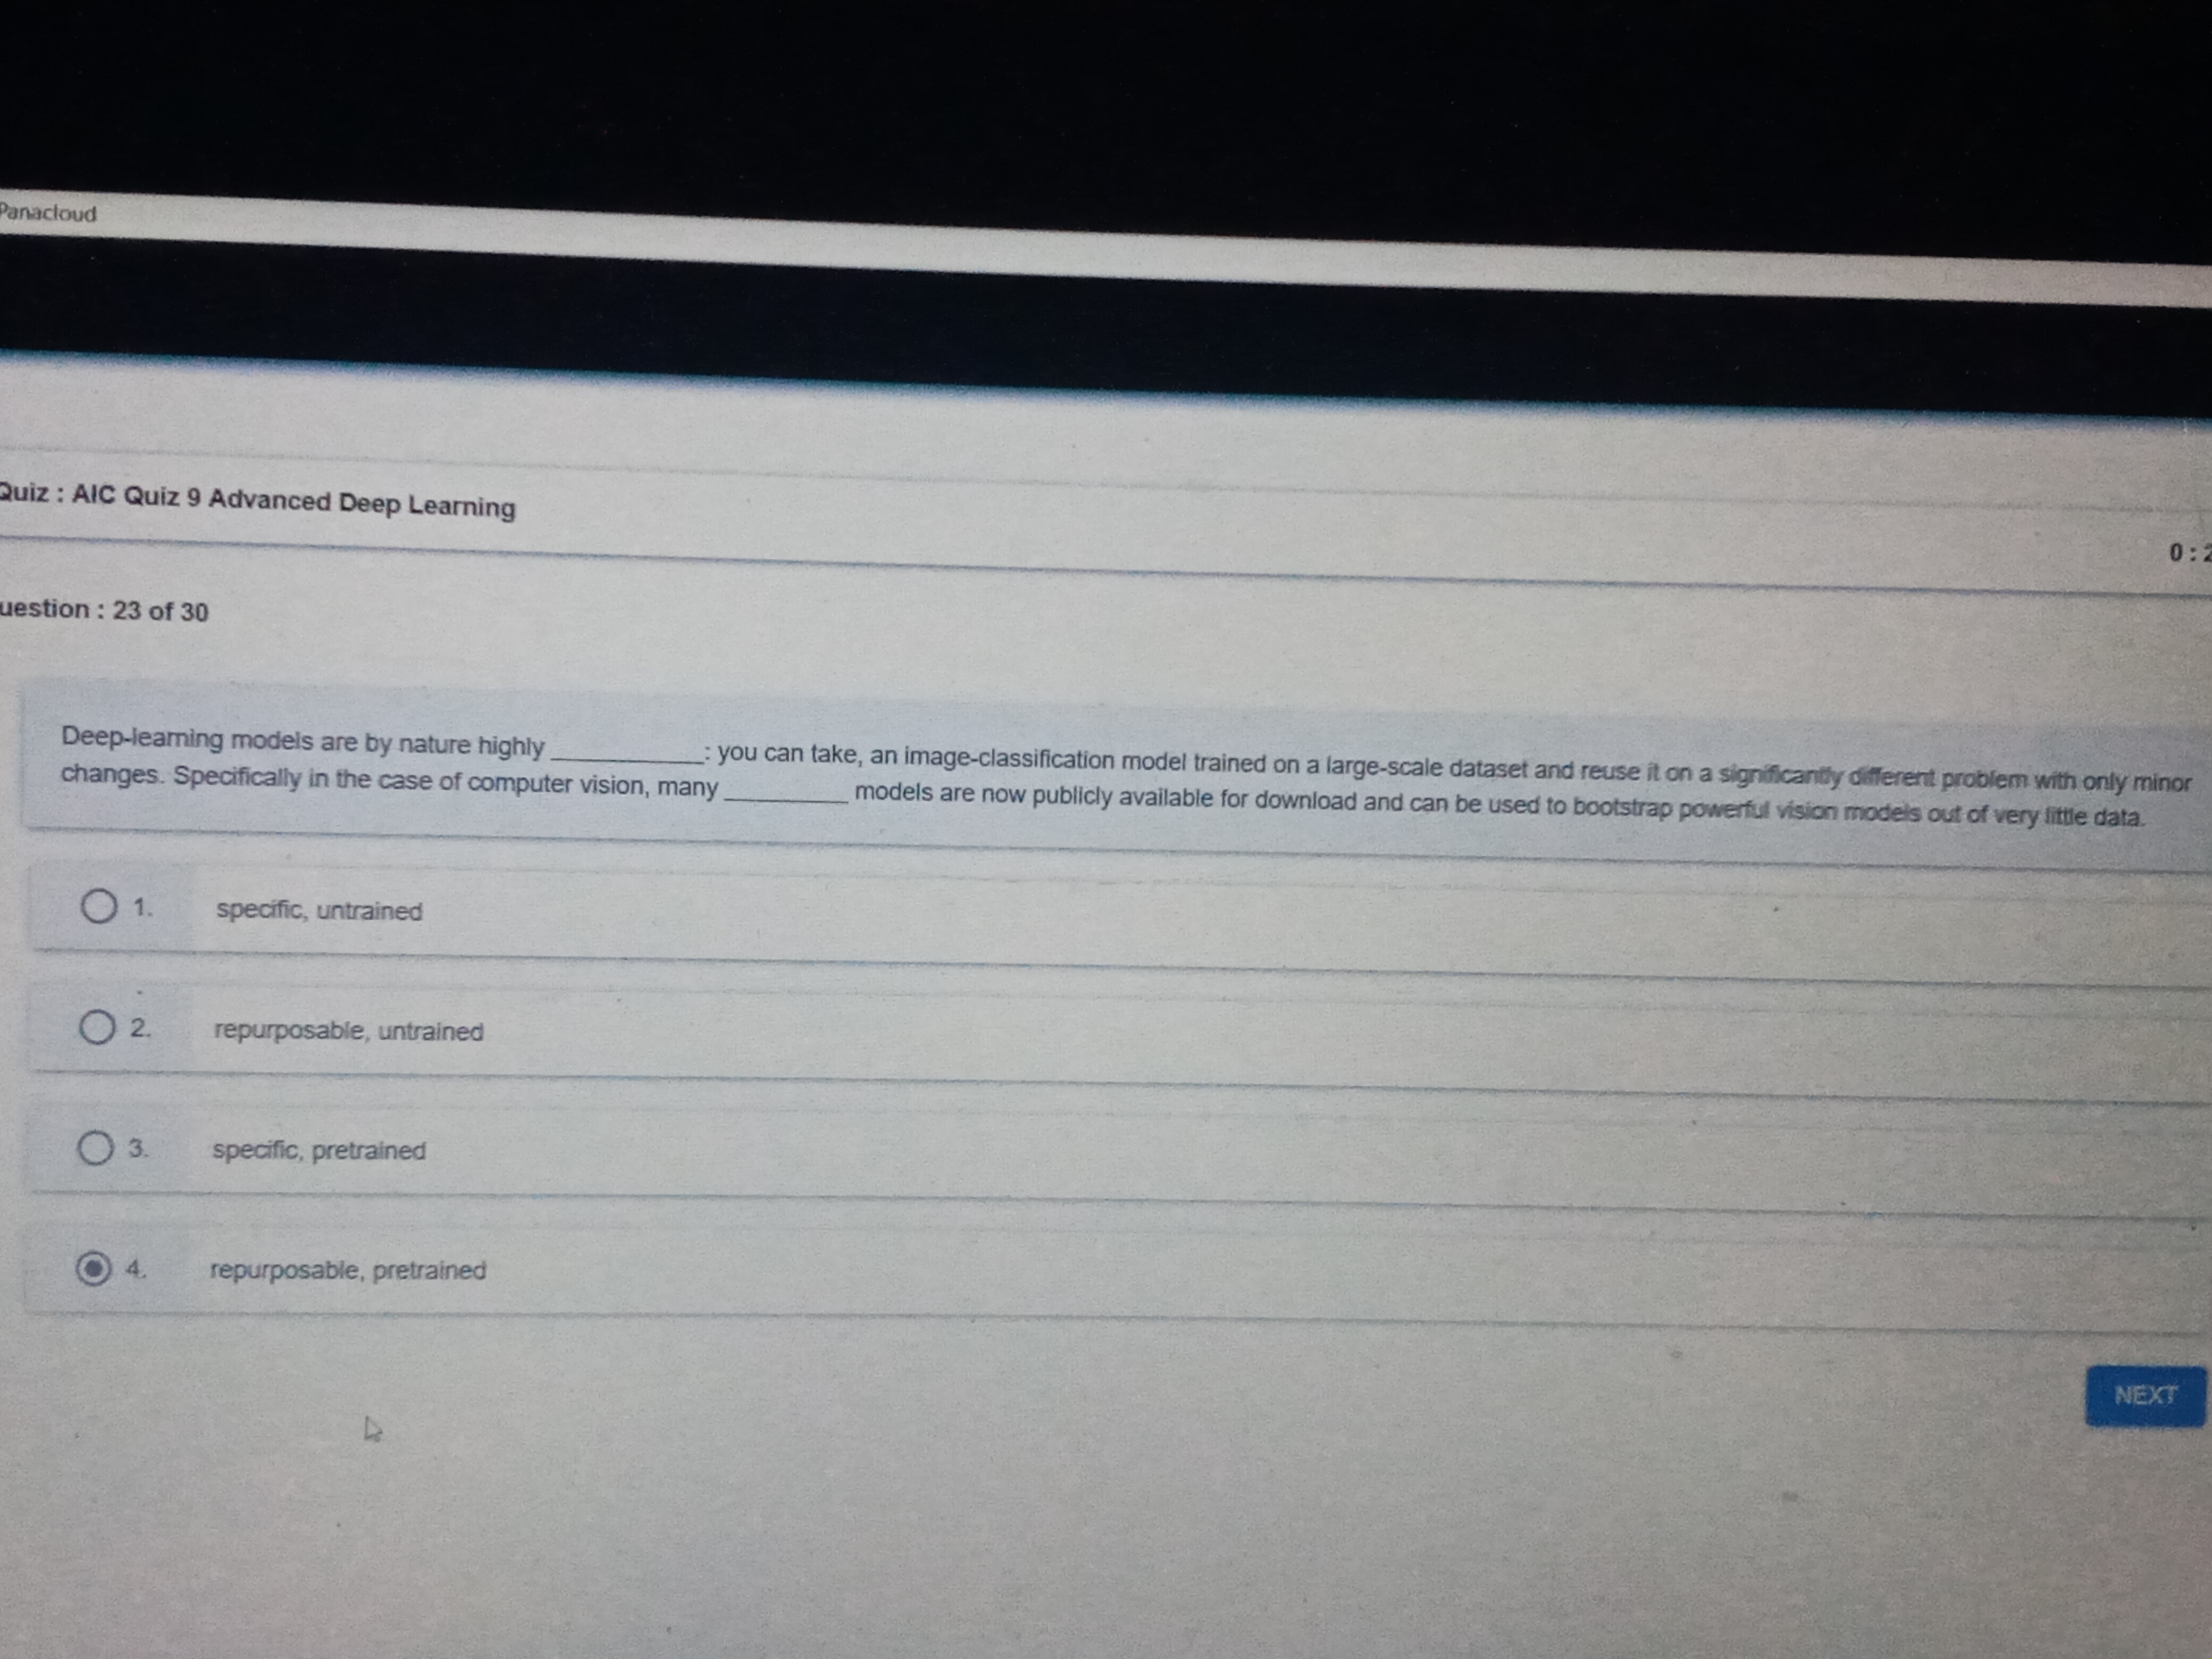 Panacloud
Quiz : AIC Quiz 9 Advanced Deep Learning
0 : 2
uestion : 23 of 30
Deep-learning models are by nature highly __________: you can take, an image-classification model trained on a large-scale dataset and reuse it on a significantly different problem with only minor
changes. Specifically in the case of computer vision, many ________ models are now publicly available for download and can be used to bootstrap powerful vision models out of very little data.
1. specific, untrained
2. repurposable, untrained
3. specific, pretrained
4. repurposable, pretrained
NEXT